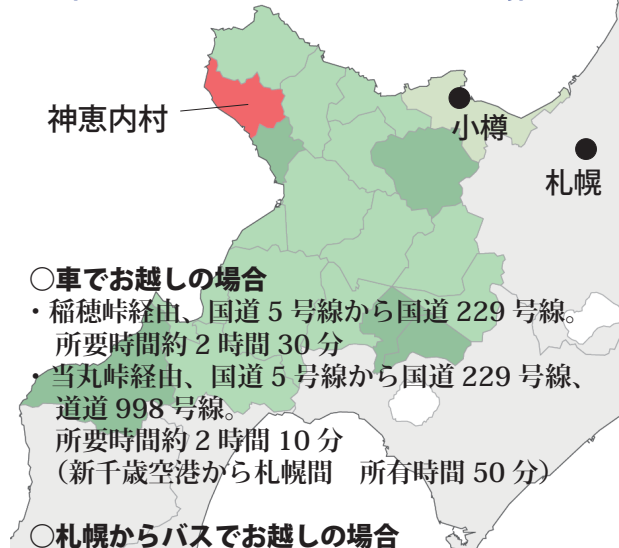 神恵内村
小樽
札幌
○車でお越しの場合
・稲穂峠経由、国道 5 号線から国道 229 号線。
所要時間約 2 時間 30 分
・当丸峠経由、国道 5 号線から国道 229 号線、
道道 998 号線。
所要時間約 2 時間 10 分
（新千歳空港から札幌間　所有時間 50 分）
○札幌からバスでお越しの場合